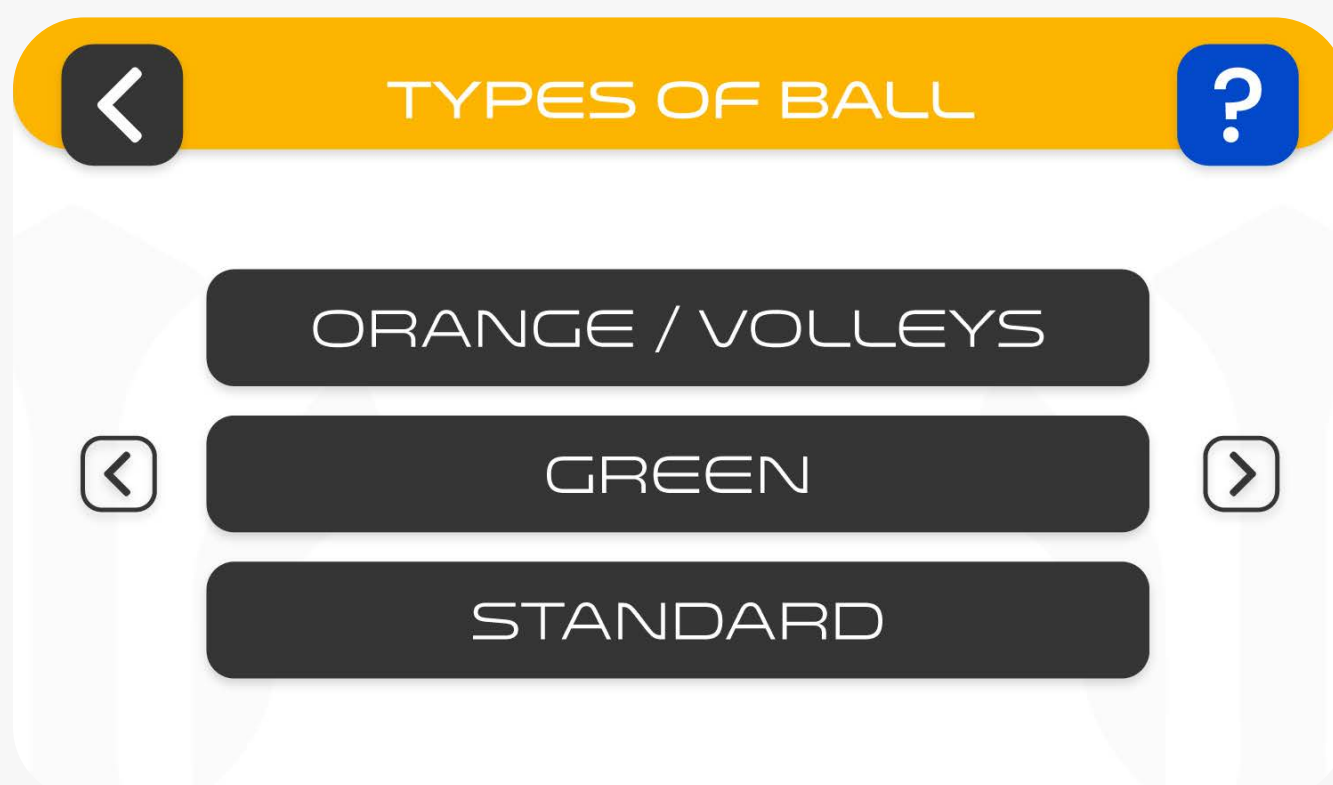 TYPES OF BALL
?
ORANGE / VOLLEYS
GREEN
STANDARD